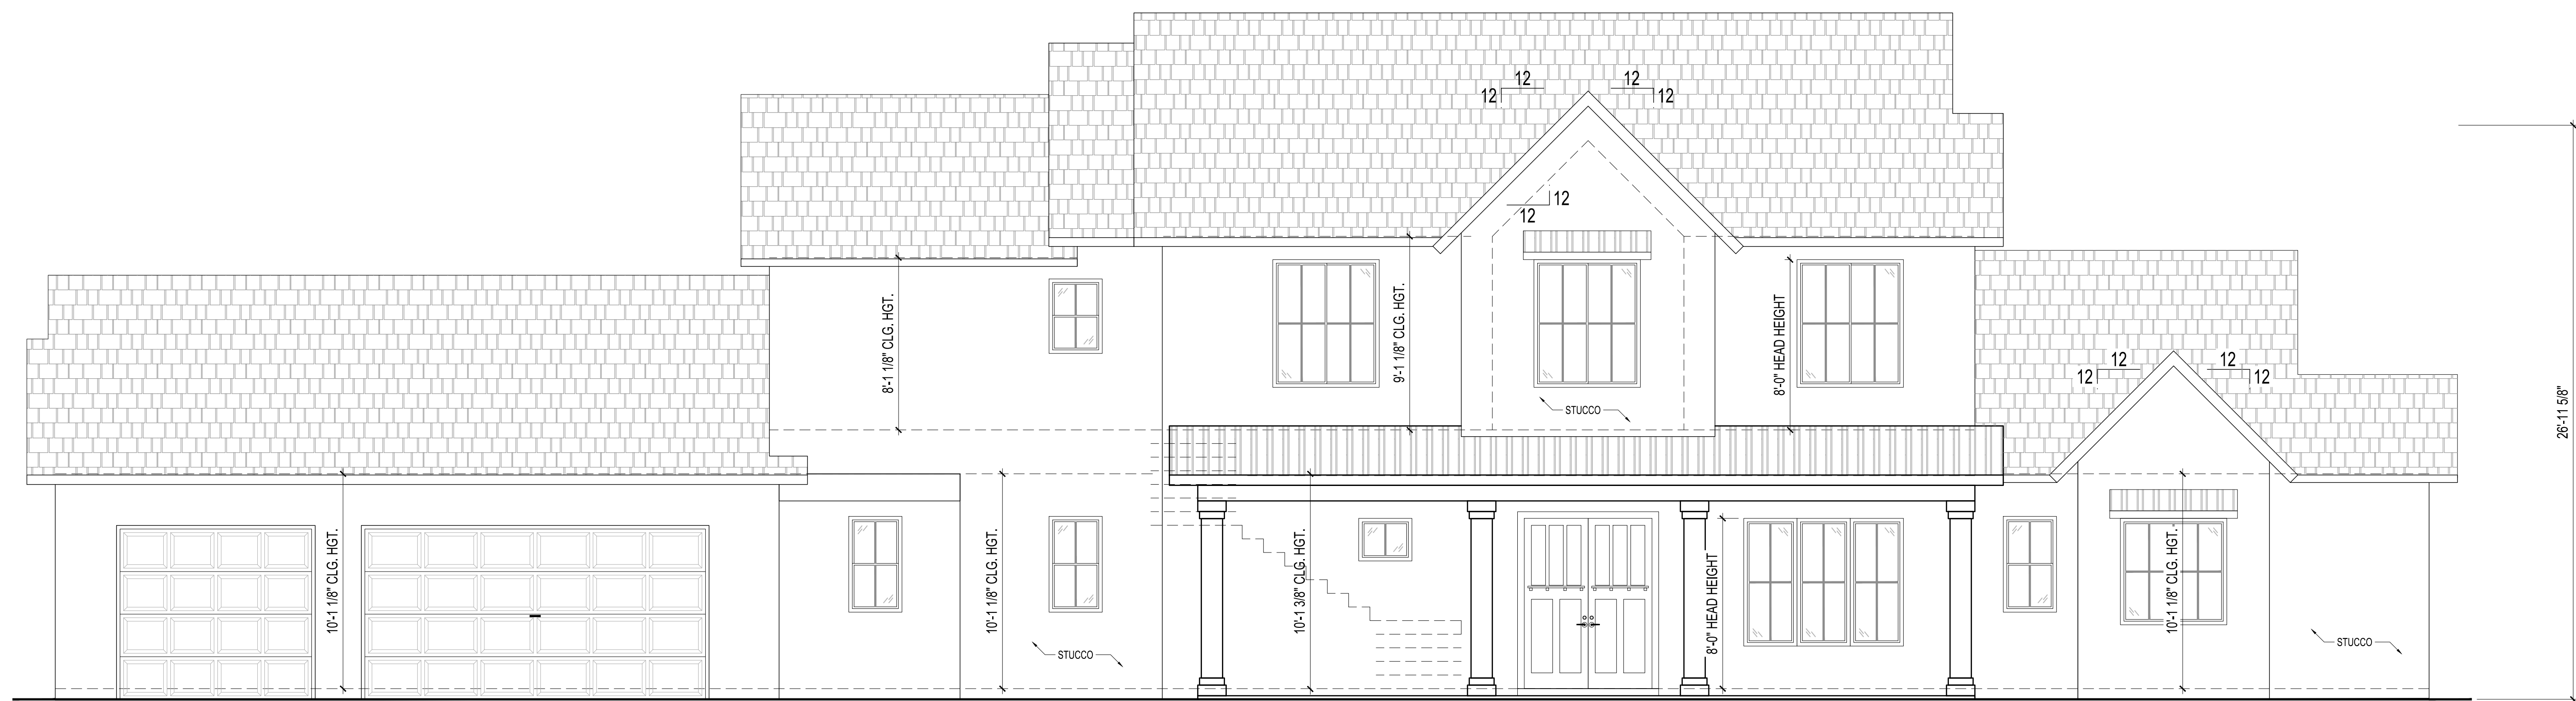 12
12
12
12
12
12
8'-1 1/8" CLG. HGT.
9'-1 1/8" CLG. HGT.
8'-0" HEAD HEIGHT
STUCCO
12
12
12
12
26'-11 5/8"
10'-1 1/8" CLG. HGT.
10'-1 1/8" CLG. HGT.
10'-1 3/8" CLG. HGT.
8'-0" HEAD HEIGHT
10'-1 1/8" CLG. HGT.
STUCCO
STUCCO